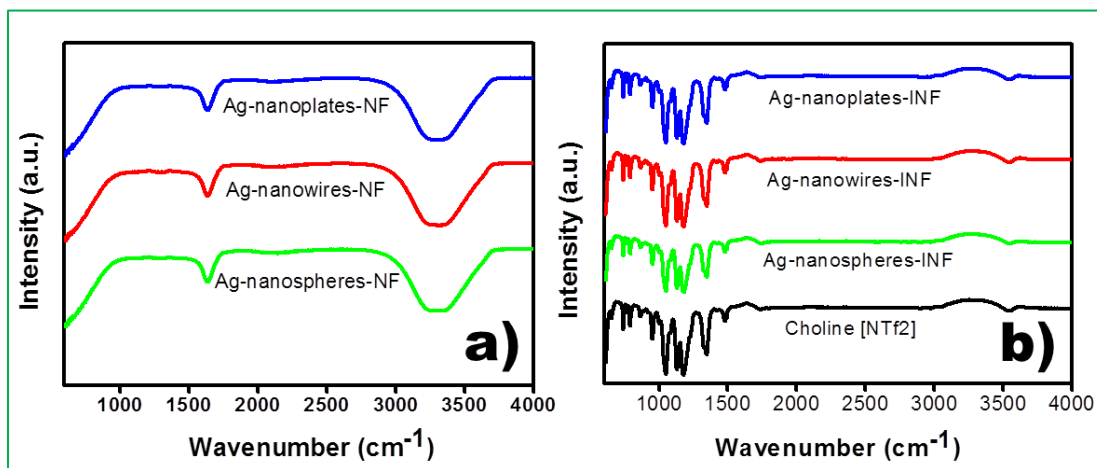 Intensity (a.u.)
Ag-nanoplates-NF
Ag-nanowires-NF
Ag-nanospheres-NF
a)
1000 1500 2000 2500 3000 3500 4000
Wavenumber (cm-1)
Intensity (a.u.)
Ag-nanoplates-INF
Ag-nanowires-INF
Ag-nanospheres-INF
Choline [NTf2]
b)
1000 1500 2000 2500 3000 3500 4000
Wavenumber (cm-1)